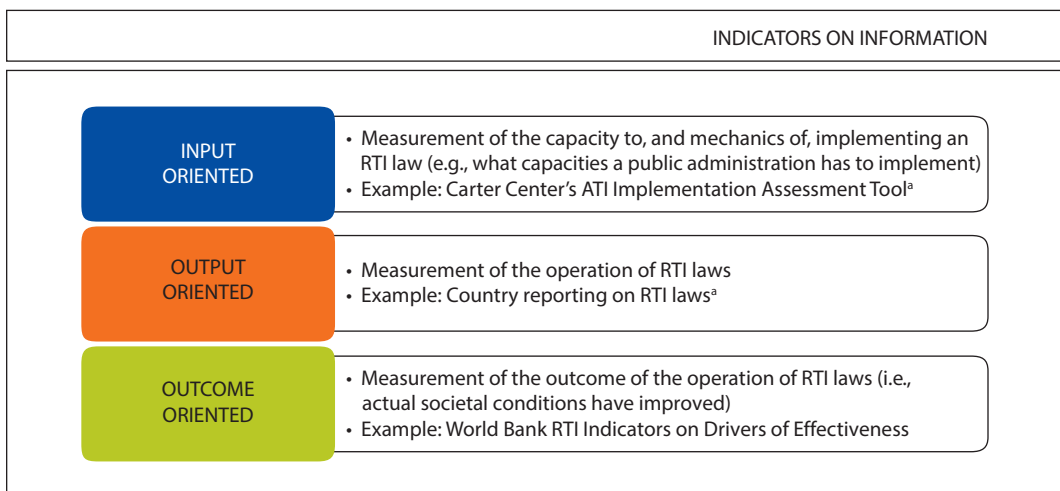 INDICATORS ON INFORMATION
INPUT
ORIENTED
• Measurement of the capacity to, and mechanics of, implementing an
RTI law (e.g., what capacities a public administration has to implement)
• Example: Carter Center’s ATI Implementation Assessment Toolᵃ
OUTPUT
ORIENTED
• Measurement of the operation of RTI laws
• Example: Country reporting on RTI lawsᵃ
OUTCOME
ORIENTED
• Measurement of the outcome of the operation of RTI laws (i.e.,
actual societal conditions have improved)
• Example: World Bank RTI Indicators on Drivers of Effectiveness